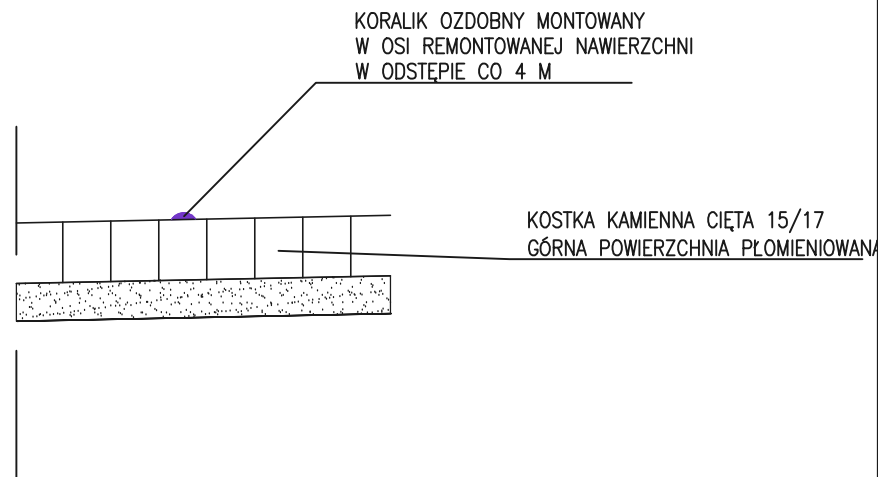 KORALIK OZDOBNY MONTOWANY
W OSI REMONTOWANEJ NAWIERZCHNI
W ODSTĘPIE CO 4 M
KOSTKA KAMIENNA CIĘTA 15/17
GÓRNA POWIERZCHNIA PŁOMIENIOWANA